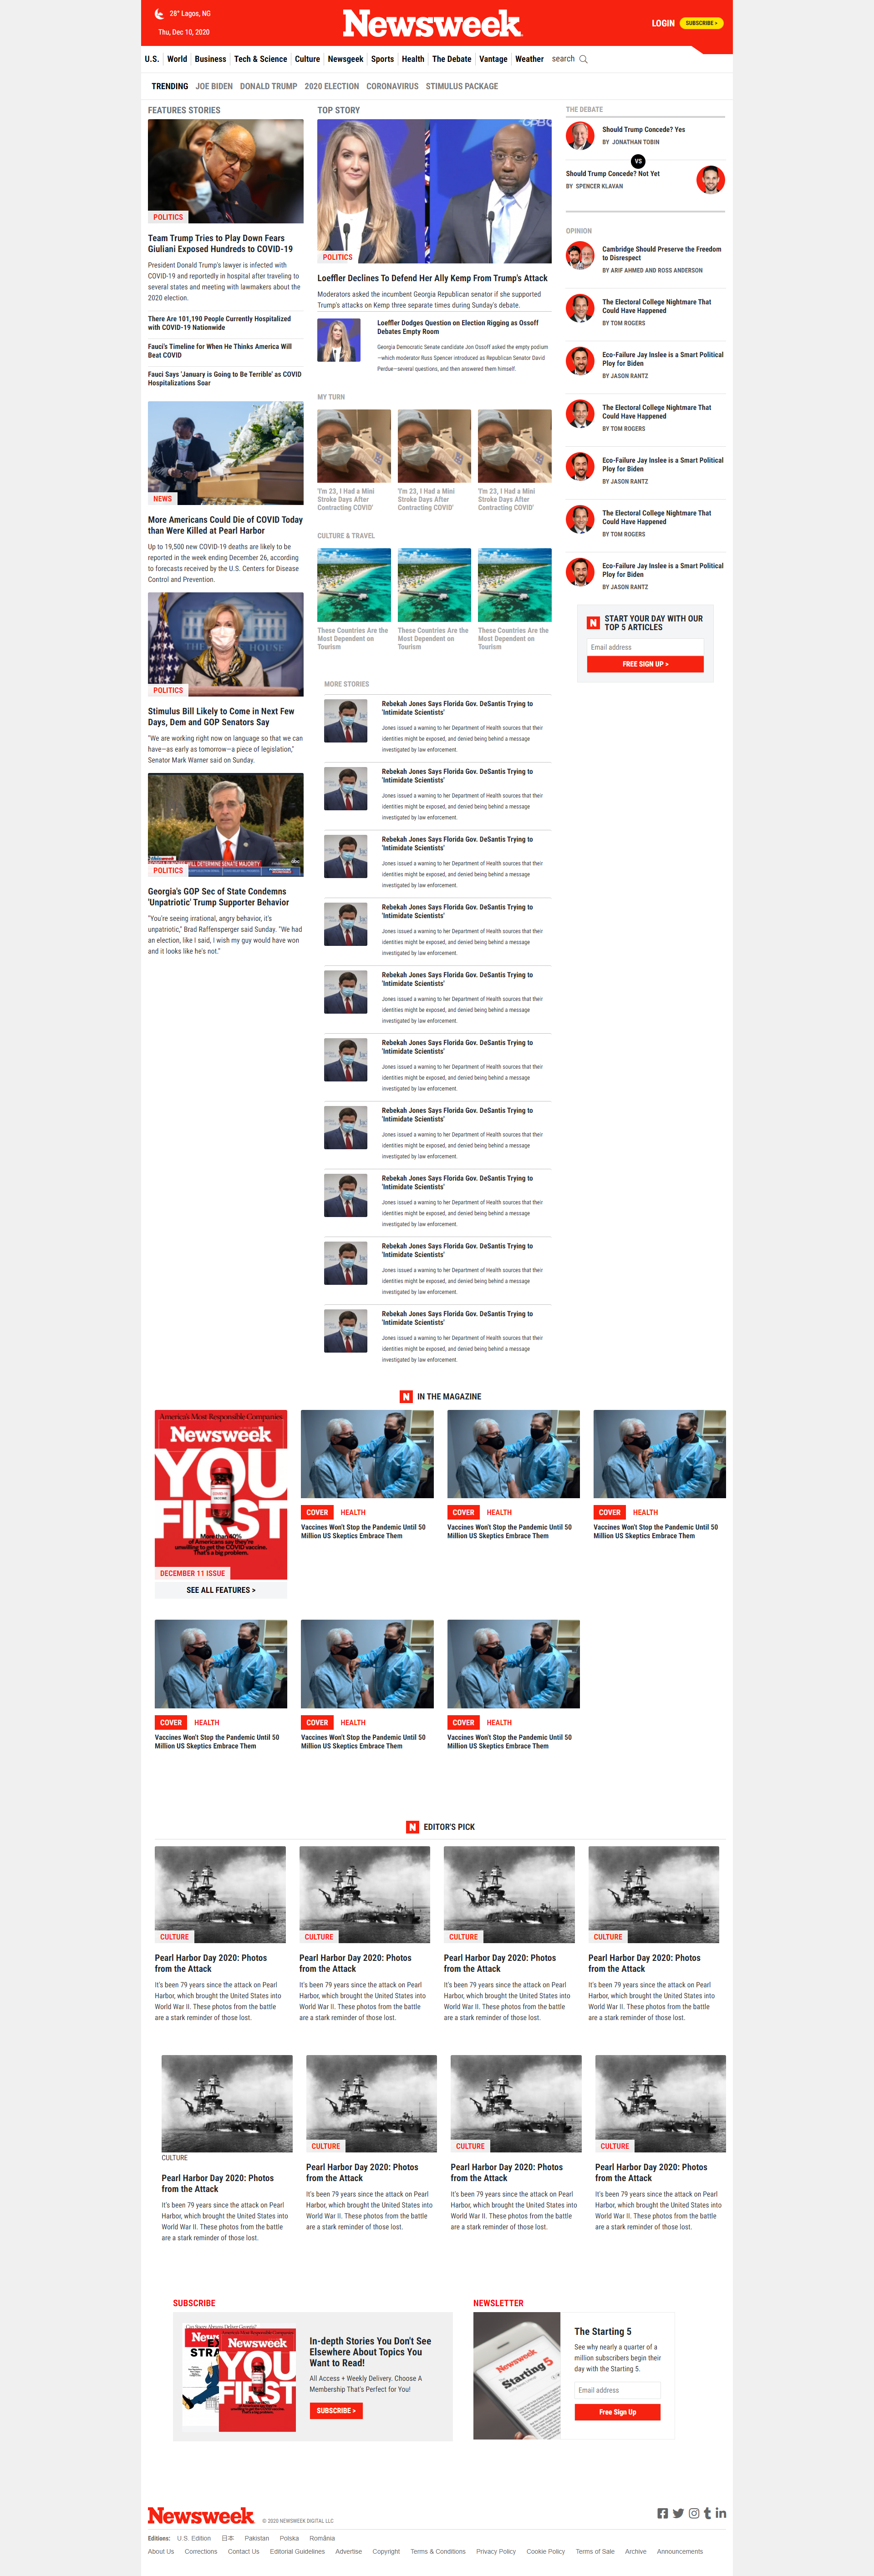 28° Lagos, NG
Thu, Dec 10, 2020
Newsweek
LOGIN
SUBSCRIBE >
U.S. World Business Tech & Science Culture Newsgeek Sports Health The Debate Vantage Weather search
TRENDING JOE BIDEN DONALD TRUMP 2020 ELECTION CORONAVIRUS STIMULUS PACKAGE
FEATURES STORIES
POLITICS
Team Trump Tries to Play Down Fears
Giuliani Exposed Hundreds to COVID-19
President Donald Trump's lawyer is infected with
COVID-19 and reportedly in hospital after traveling to
several states and meeting with lawmakers about the
2020 election.
There Are 101,190 People Currently Hospitalized
with COVID-19 Nationwide
Fauci's Timeline for When He Thinks America Will
Beat COVID
Fauci Says 'January is Going to Be Terrible' as COVID
Hospitalizations Soar
NEWS
More Americans Could Die of COVID Today
than Were Killed at Pearl Harbor
Up to 19,500 new COVID-19 deaths are likely to be
reported in the week ending December 26, according
to forecasts received by the U.S. Centers for Disease
Control and Prevention.
POLITICS
Stimulus Bill Likely to Come in Next Few
Days, Dem and GOP Senators Say
"We are working right now on language so that we can
have—as early as tomorrow—a piece of legislation,"
Senator Mark Warner said on Sunday.
WILL DETERMINE SENATE MAJORITY
abc
POLITICS
Georgia's GOP Sec of State Condemns
'Unpatriotic' Trump Supporter Behavior
"You're seeing irrational, angry behavior, it's
unpatriotic," Brad Raffensperger said Sunday. "We had
an election, like I said, I wish my guy would have won
and it looks like he's not."
TOP STORY
GPBC
POLITICS
Loeffler Declines To Defend Her Ally Kemp From Trump's Attack
Moderators asked the incumbent Georgia Republican senator if she supported
Trump's attacks on Kemp three separate times during Sunday's debate.
Loeffler Dodges Question on Election Rigging as Ossoff
Debates Empty Room
Georgia Democratic Senate candidate Jon Ossoff asked the empty podium
—which moderator Russ Spencer introduced as Republican Senator David
Perdue—several questions, and then answered them himself.
MY TURN
'I'm 23, I Had a Mini
Stroke Days After
Contracting COVID'
'I'm 23, I Had a Mini
Stroke Days After
Contracting COVID'
'I'm 23, I Had a Mini
Stroke Days After
Contracting COVID'
CULTURE & TRAVEL
These Countries Are the
Most Dependent on
Tourism
These Countries Are the
Most Dependent on
Tourism
These Countries Are the
Most Dependent on
Tourism
MORE STORIES
Rebekah Jones Says Florida Gov. DeSantis Trying to
'Intimidate Scientists'
Jones issued a warning to her Department of Health sources that their
identities might be exposed, and denied being behind a message
investigated by law enforcement.
Rebekah Jones Says Florida Gov. DeSantis Trying to
'Intimidate Scientists'
Jones issued a warning to her Department of Health sources that their
identities might be exposed, and denied being behind a message
investigated by law enforcement.
Rebekah Jones Says Florida Gov. DeSantis Trying to
'Intimidate Scientists'
Jones issued a warning to her Department of Health sources that their
identities might be exposed, and denied being behind a message
investigated by law enforcement.
Rebekah Jones Says Florida Gov. DeSantis Trying to
'Intimidate Scientists'
Jones issued a warning to her Department of Health sources that their
identities might be exposed, and denied being behind a message
investigated by law enforcement.
Rebekah Jones Says Florida Gov. DeSantis Trying to
'Intimidate Scientists'
Jones issued a warning to her Department of Health sources that their
identities might be exposed, and denied being behind a message
investigated by law enforcement.
Rebekah Jones Says Florida Gov. DeSantis Trying to
'Intimidate Scientists'
Jones issued a warning to her Department of Health sources that their
identities might be exposed, and denied being behind a message
investigated by law enforcement.
Rebekah Jones Says Florida Gov. DeSantis Trying to
'Intimidate Scientists'
Jones issued a warning to her Department of Health sources that their
identities might be exposed, and denied being behind a message
investigated by law enforcement.
Rebekah Jones Says Florida Gov. DeSantis Trying to
'Intimidate Scientists'
Jones issued a warning to her Department of Health sources that their
identities might be exposed, and denied being behind a message
investigated by law enforcement.
Rebekah Jones Says Florida Gov. DeSantis Trying to
'Intimidate Scientists'
Jones issued a warning to her Department of Health sources that their
identities might be exposed, and denied being behind a message
investigated by law enforcement.
Rebekah Jones Says Florida Gov. DeSantis Trying to
'Intimidate Scientists'
Jones issued a warning to her Department of Health sources that their
identities might be exposed, and denied being behind a message
investigated by law enforcement.
THE DEBATE
Should Trump Concede? Yes
BY JONATHAN TOBIN
VS
Should Trump Concede? Not Yet
BY SPENCER KLAVAN
OPINION
Cambridge Should Preserve the Freedom
to Disrespect
BY ARIF AHMED AND ROSS ANDERSON
The Electoral College Nightmare That
Could Have Happened
BY TOM ROGERS
Eco-Failure Jay Inslee is a Smart Political
Ploy for Biden
BY JASON RANTZ
The Electoral College Nightmare That
Could Have Happened
BY TOM ROGERS
Eco-Failure Jay Inslee is a Smart Political
Ploy for Biden
BY JASON RANTZ
The Electoral College Nightmare That
Could Have Happened
BY TOM ROGERS
Eco-Failure Jay Inslee is a Smart Political
Ploy for Biden
BY JASON RANTZ
N START YOUR DAY WITH OUR
TOP 5 ARTICLES
Email address
FREE SIGN UP >
N IN THE MAGAZINE
America's Most Responsible Companies
Newsweek
YOU
FIRST
More than 40%
of Americans say they're
unwilling to get the COVID vaccine.
That's a big problem.
DECEMBER 11 ISSUE
SEE ALL FEATURES >
COVER HEALTH
Vaccines Won't Stop the Pandemic Until 50
Million US Skeptics Embrace Them
COVER HEALTH
Vaccines Won't Stop the Pandemic Until 50
Million US Skeptics Embrace Them
COVER HEALTH
Vaccines Won't Stop the Pandemic Until 50
Million US Skeptics Embrace Them
COVER HEALTH
Vaccines Won't Stop the Pandemic Until 50
Million US Skeptics Embrace Them
COVER HEALTH
Vaccines Won't Stop the Pandemic Until 50
Million US Skeptics Embrace Them
COVER HEALTH
Vaccines Won't Stop the Pandemic Until 50
Million US Skeptics Embrace Them
N EDITOR'S PICK
CULTURE
Pearl Harbor Day 2020: Photos
from the Attack
It's been 79 years since the attack on Pearl
Harbor, which brought the United States into
World War II. These photos from the battle
are a stark reminder of those lost.
CULTURE
Pearl Harbor Day 2020: Photos
from the Attack
It's been 79 years since the attack on Pearl
Harbor, which brought the United States into
World War II. These photos from the battle
are a stark reminder of those lost.
CULTURE
Pearl Harbor Day 2020: Photos
from the Attack
It's been 79 years since the attack on Pearl
Harbor, which brought the United States into
World War II. These photos from the battle
are a stark reminder of those lost.
CULTURE
Pearl Harbor Day 2020: Photos
from the Attack
It's been 79 years since the attack on Pearl
Harbor, which brought the United States into
World War II. These photos from the battle
are a stark reminder of those lost.
CULTURE
Pearl Harbor Day 2020: Photos
from the Attack
It's been 79 years since the attack on Pearl
Harbor, which brought the United States into
World War II. These photos from the battle
are a stark reminder of those lost.
CULTURE
Pearl Harbor Day 2020: Photos
from the Attack
It's been 79 years since the attack on Pearl
Harbor, which brought the United States into
World War II. These photos from the battle
are a stark reminder of those lost.
CULTURE
Pearl Harbor Day 2020: Photos
from the Attack
It's been 79 years since the attack on Pearl
Harbor, which brought the United States into
World War II. These photos from the battle
are a stark reminder of those lost.
CULTURE
Pearl Harbor Day 2020: Photos
from the Attack
It's been 79 years since the attack on Pearl
Harbor, which brought the United States into
World War II. These photos from the battle
are a stark reminder of those lost.
SUBSCRIBE
America's Most Responsible Companies
Newsweek
YOU
FIRST
In-depth Stories You Don't See
Elsewhere About Topics You
Want to Read!
All Access + Weekly Delivery. Choose A
Membership That's Perfect for You!
SUBSCRIBE >
NEWSLETTER
Newsweek
Starting 5
The Starting 5
See why nearly a quarter of a
million subscribers begin their
day with the Starting 5.
Email address
Free Sign Up
Newsweek © 2020 NEWSWEEK DIGITAL LLC
Editions: U.S. Edition 日本 Pakistan Polska România
About Us Corrections Contact Us Editorial Guidelines Advertise Copyright Terms & Conditions Privacy Policy Cookie Policy Terms of Sale Archive Announcements